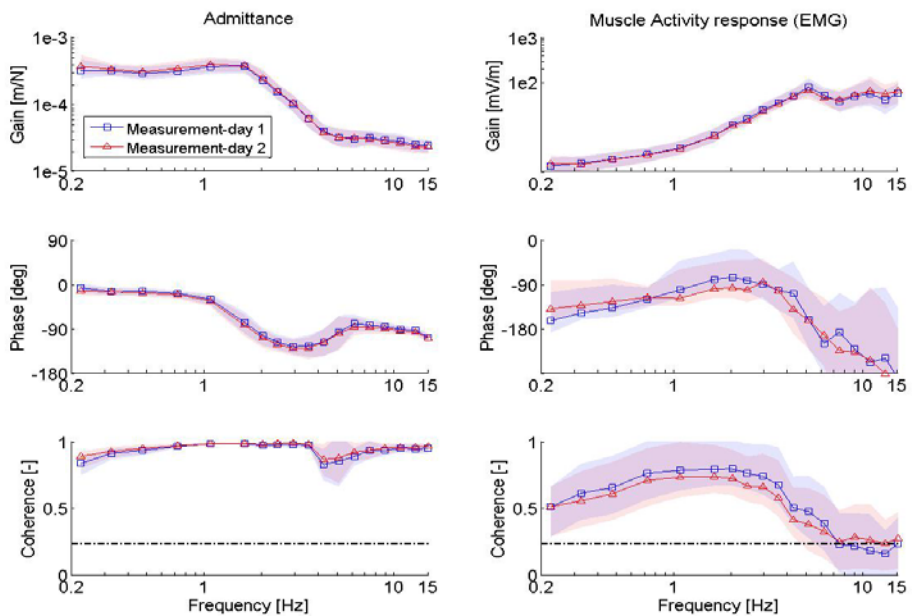 Admittance
Muscle Activity response (EMG)
1e-3
1e-4
1e-5
Gain [m/N]
Measurement-day 1
Measurement-day 2
0.2
1
10
15
1e3
1e2
Gain [mV/m]
0.2
1
10
15
90
0
-90
-180
Phase [deg]
0.2
1
10
15
0
-90
-180
Phase [deg]
0.2
1
10
15
1
0.5
0
Coherence [-]
0.2
1
10
15
Frequency [Hz]
1
0.5
0
Coherence [-]
0.2
1
10
15
Frequency [Hz]